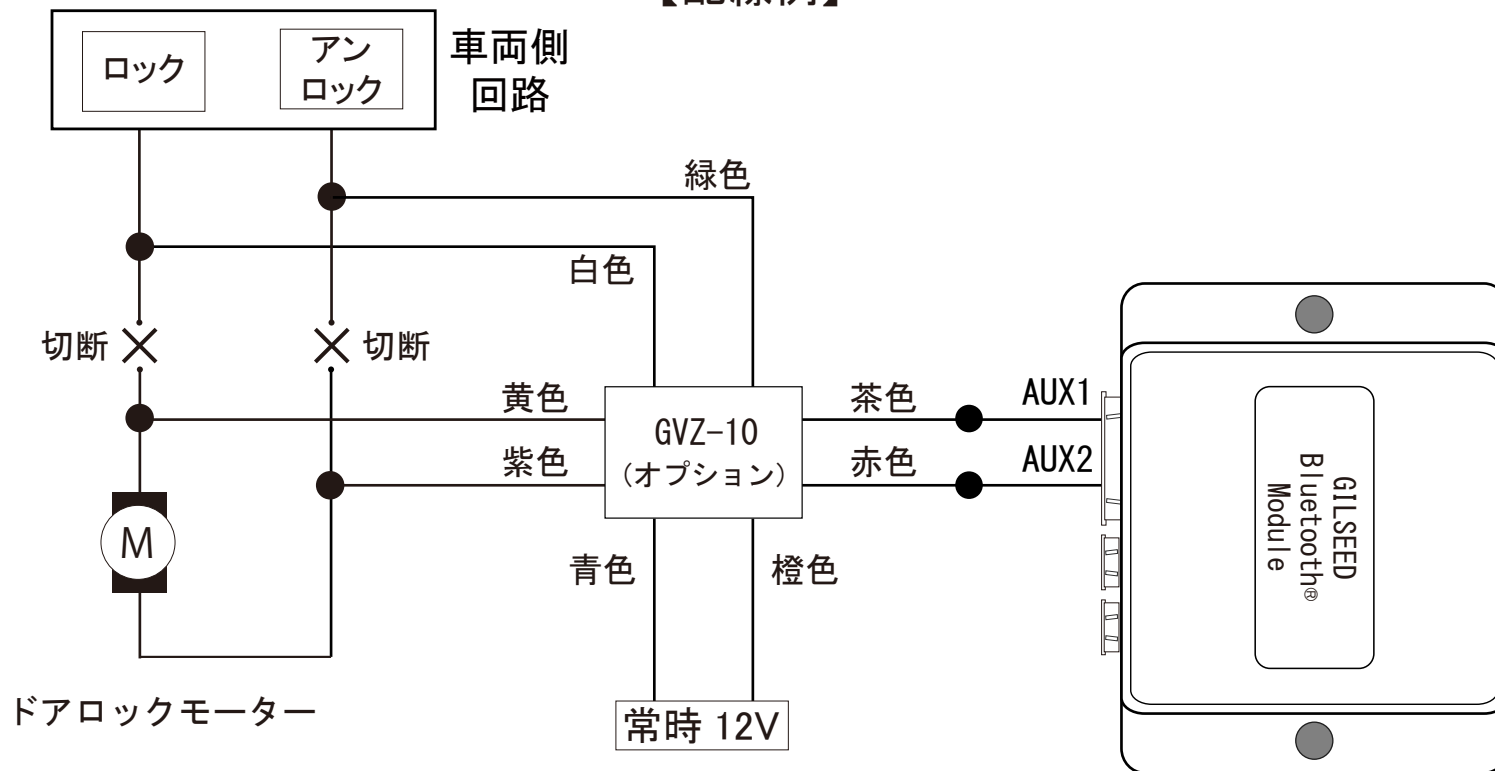 ロック
アン
ロック
車両側
回路
緑色
白色
切断
切断
黄色
紫色
GVZ-10
(オプション)
茶色
赤色
AUX1
AUX2
GILSEED
Bluetooth®
Module
M
青色
橙色
ドアロックモーター
常時 12V